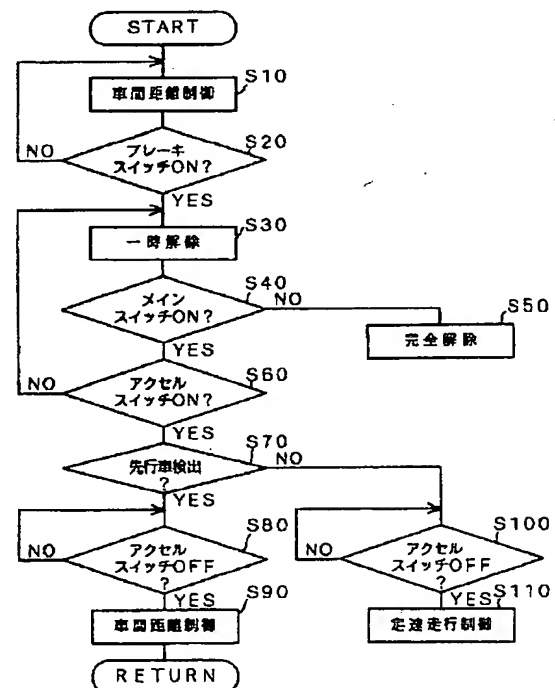 START
S10
車間距離制御
S20
ブレーキ
スイッチON?
NO
YES
S30
一時解除
S40
メイン
スイッチON?
NO
S50
完全解除
YES
S60
アクセル
スイッチON?
NO
YES
S70
先行車検出
?
NO
YES
S80
アクセル
スイッチOFF
?
NO
YES
S90
車間距離制御
RETURN
S100
アクセル
スイッチOFF
?
NO
YES
S110
定速走行制御